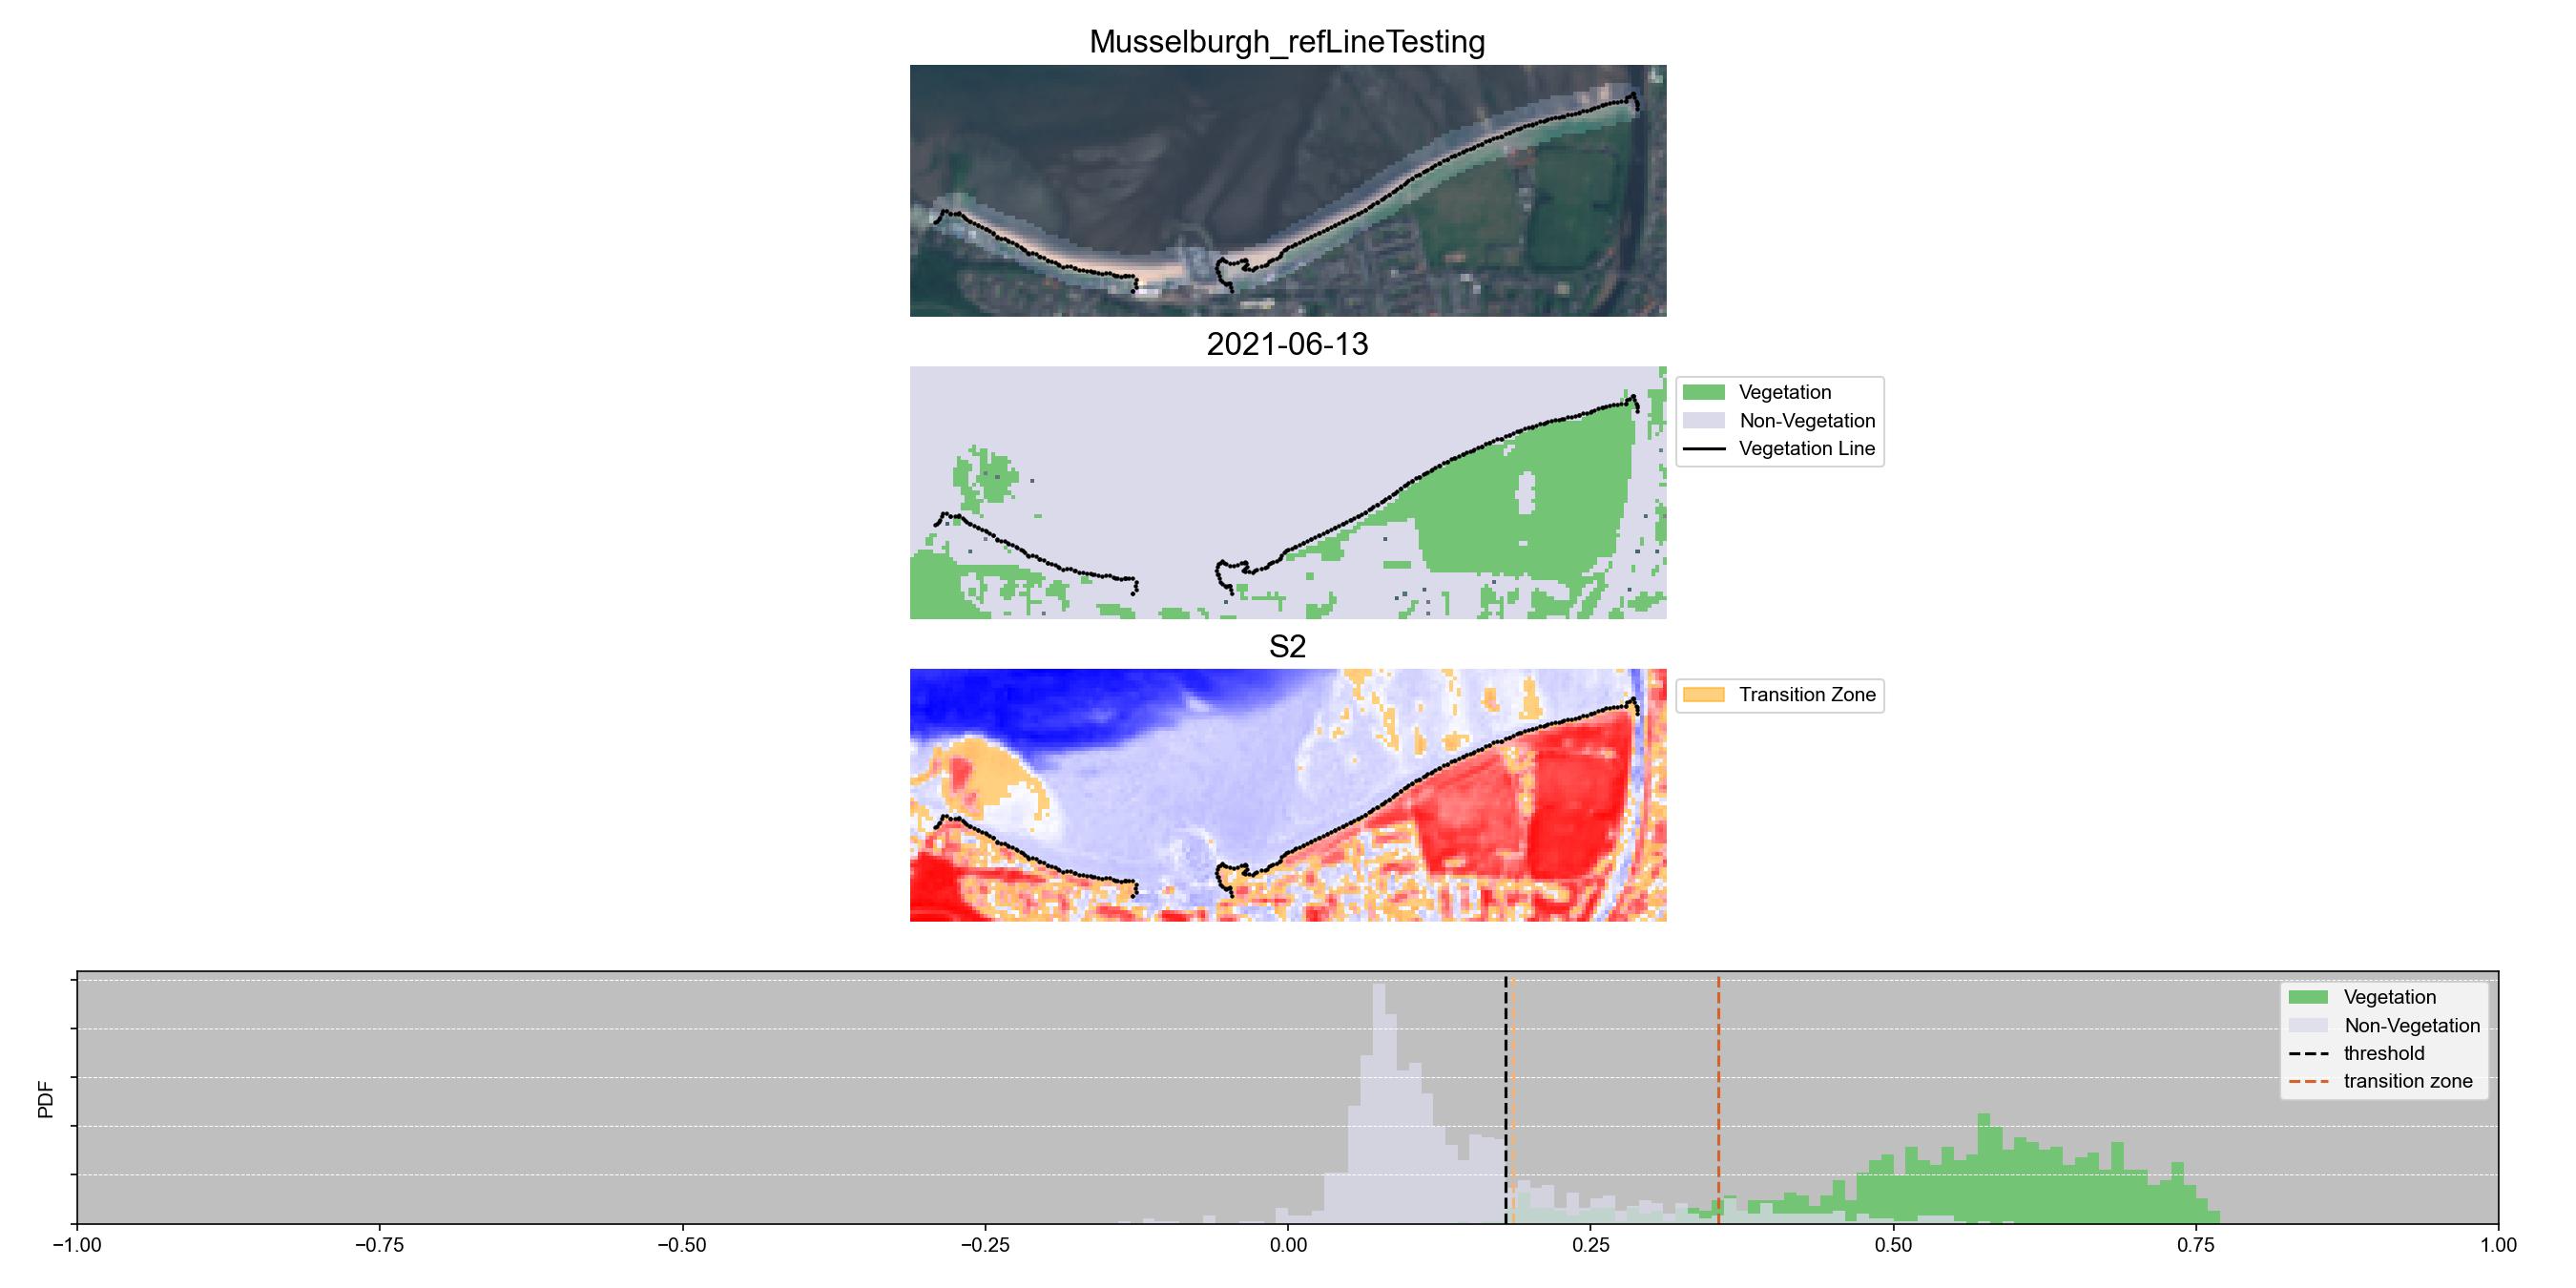 Musselburgh_refLineTesting
2021-06-13
Vegetation
Non-Vegetation
Vegetation Line
S2
Transition Zone
PDF
Vegetation
Non-Vegetation
threshold
transition zone
−1.00 −0.75 −0.50 −0.25 0.00 0.25 0.50 0.75 1.00